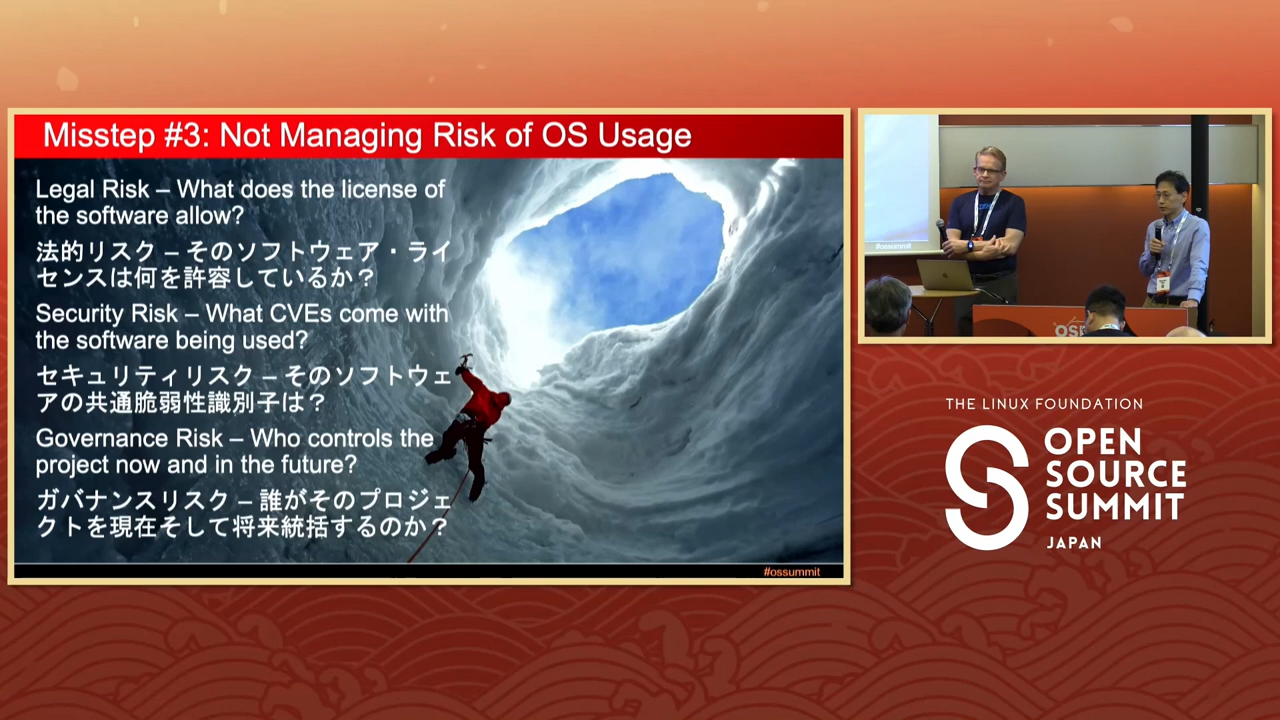 Misstep #3: Not Managing Risk of OS Usage
Legal Risk – What does the license of
the software allow?
法的リスク – そのソフトウェア・ライ
センスは何を許容しているか？
Security Risk – What CVEs come with
the software being used?
セキュリティリスク – そのソフトウェ
アの共通脆弱性識別子は？
Governance Risk – Who controls the
project now and in the future?
ガバナンスリスク – 誰がそのプロジェ
クトを現在そして将来統括するのか？
#ossummit
#ossummit
THE LINUX FOUNDATION
OPEN
SOURCE
SUMMIT
JAPAN